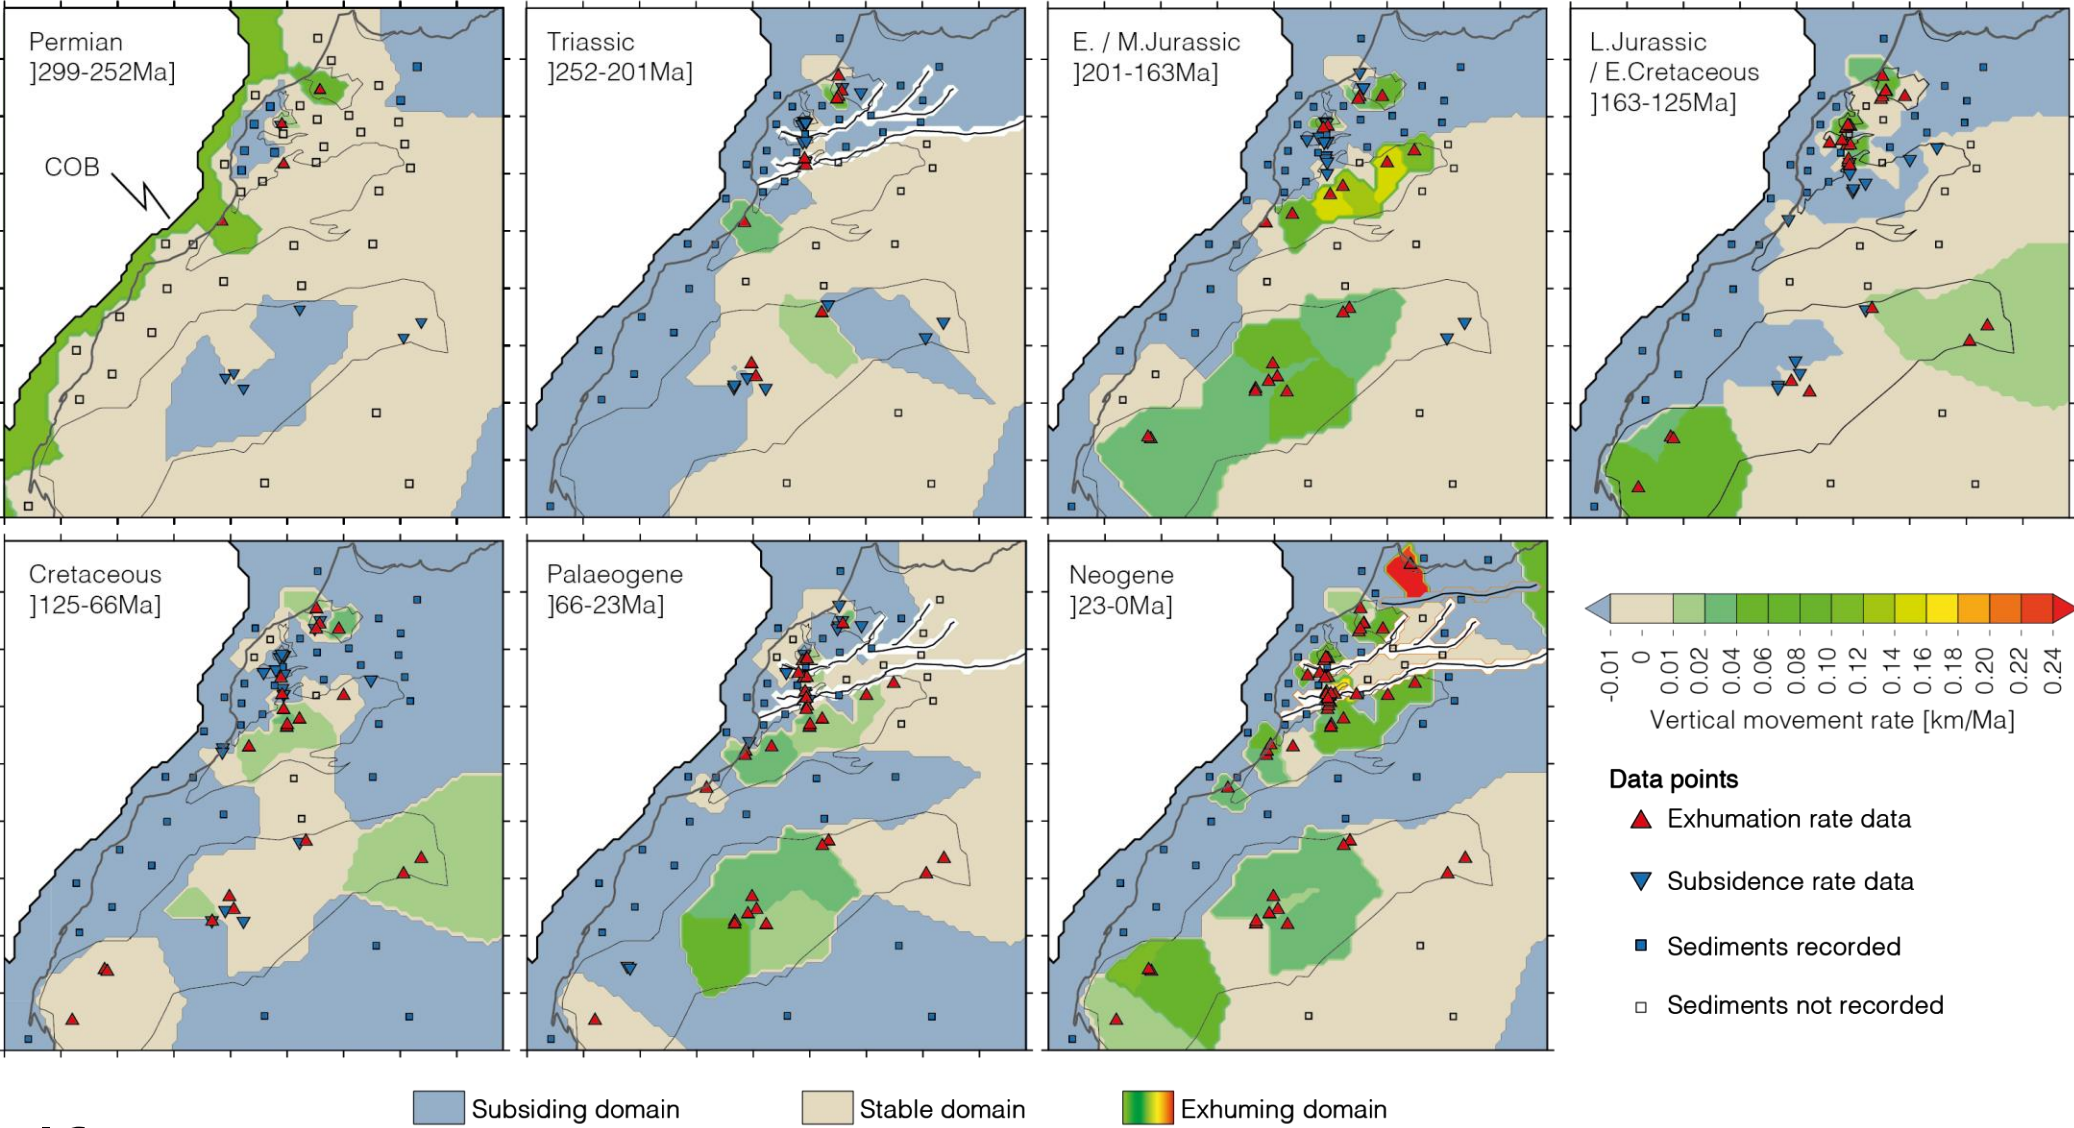 Permian
]299-252Ma]
COB
Triassic
]252-201Ma]
E. / M.Jurassic
]201-163Ma]
L.Jurassic
/ E.Cretaceous
]163-125Ma]
Cretaceous
]125-66Ma]
Palaeogene
]66-23Ma]
Neogene
]23-0Ma]
-0.01 0 0.01 0.02 0.04 0.06 0.08 0.10 0.12 0.14 0.16 0.18 0.20 0.22 0.24
Vertical movement rate [km/Ma]
Data points
Exhumation rate data
Subsidence rate data
Sediments recorded
Sediments not recorded
Subsiding domain
Stable domain
Exhuming domain